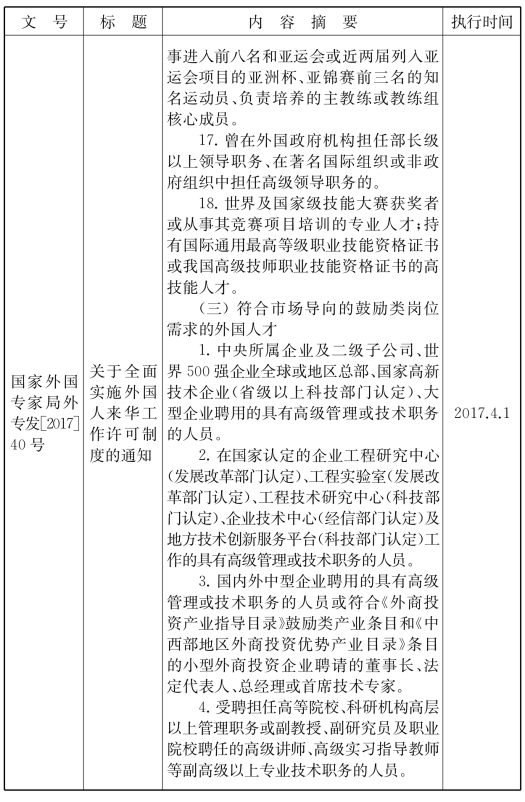 文 号 标 题 内 容 摘 要 执行时间
事进入前八名和亚运会或近两届列入亚
运会项目的亚洲杯、亚锦赛前三名的知
名运动员、负责培养的主教练或教练组
核心成员。
17. 曾在外国政府机构担任部长级
以上领导职务、在著名国际组织或非政
府组织中担任高级领导职务的。
18. 世界及国家级技能大赛获奖者
或从事其竞赛项目培训的专业人才;持
有国际通用最高等级职业技能资格证书
或我国高级技师职业技能资格证书的高
技能人才。
(三) 符合市场导向的鼓励类岗位
需求的外国人才
1. 中央所属企业及二级子公司、世
界 500 强企业全球或地区总部、国家高新
技术企业(省级以上科技部门认定)、大
型企业聘用的具有高级管理或技术职务
的人员。
2. 在国家认定的企业工程研究中心
(发展改革部门认定)、工程实验室(发展改
革部门认定)、工程技术研究中心(科技部
门认定)、企业技术中心(经信部门认定)及
地方技术创新服务平台(科技部门认定)工
作的具有高级管理或技术职务的人员。
3. 国内外中型企业聘用的具有高级
管理或技术职务的人员或符合《外商投
资产业指导目录》鼓励类产业条目和《中
西部地区外商投资优势产业目录》条目
的小型外商投资企业聘请的董事长、法
定代表人、总经理或首席技术专家。
4. 受聘担任高等院校、科研机构高层
以上管理职务或副教授、副研究员及职业
院校聘任的高级讲师、高级实习指导教师
等副高级以上专业技术职务的人员。
国家外国
专家局外
专发[2017]
40 号
关于全面
实施外国
人来华工
作许可制
度的通知
2017.4.1